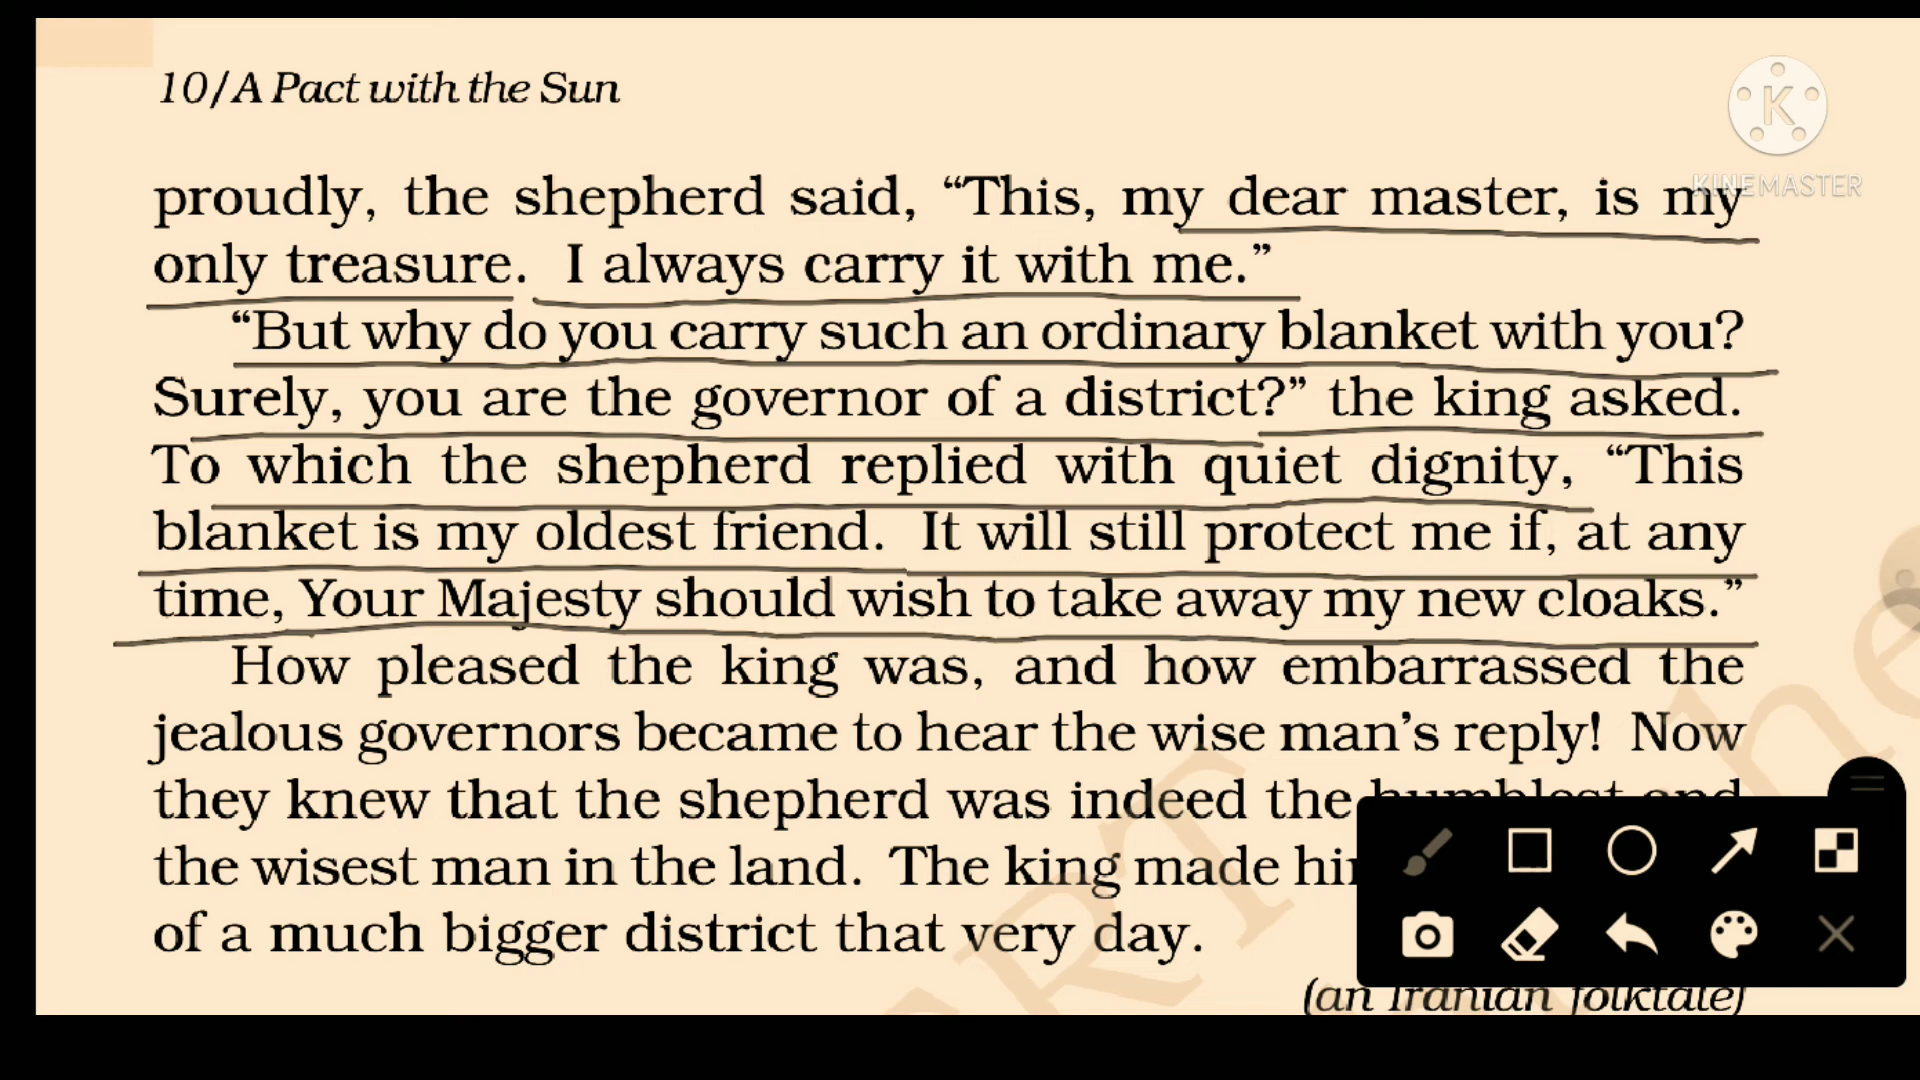 10/A Pact with the Sun
KINEMASTER
proudly, the shepherd said, “This, my dear master, is my
only treasure. I always carry it with me.”
“But why do you carry such an ordinary blanket with you?
Surely, you are the governor of a district?” the king asked.
To which the shepherd replied with quiet dignity, “This
blanket is my oldest friend. It will still protect me if, at any
time, Your Majesty should wish to take away my new cloaks.”
How pleased the king was, and how embarrassed the
jealous governors became to hear the wise man’s reply! Now
they knew that the shepherd was indeed the humblest and
the wisest man in the land. The king made
of a much bigger district that very day.
(an Iranian folktale)